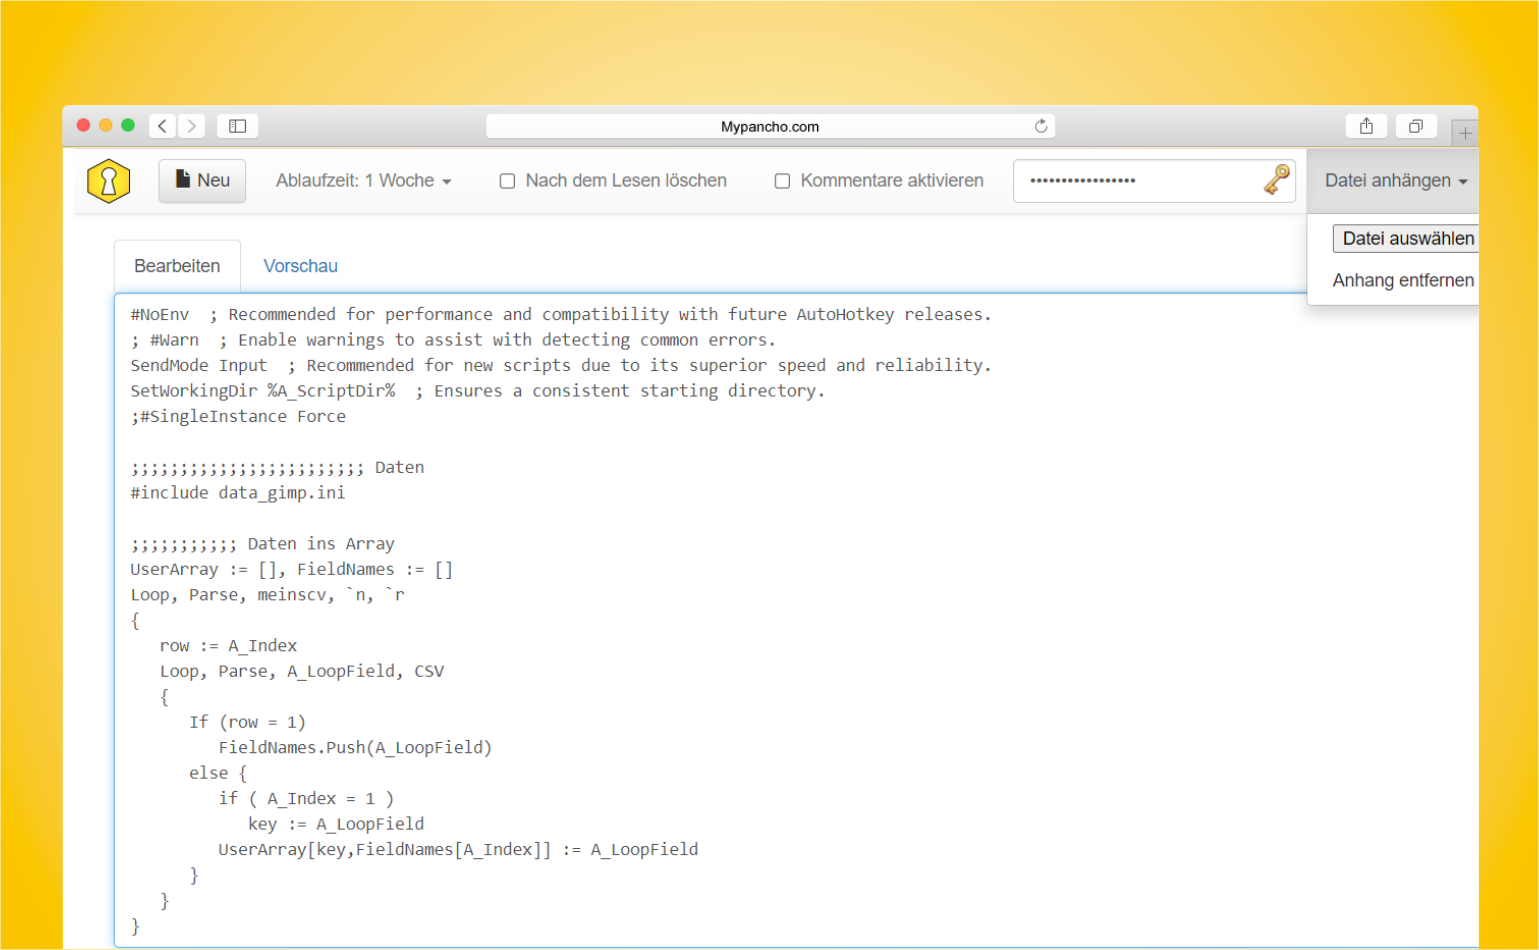 Mypancho.com
Neu
Ablaufzeit: 1 Woche
Nach dem Lesen löschen
Kommentare aktivieren
•••••••••••••••••
Datei anhängen
Datei auswählen
Anhang entfernen
Bearbeiten
Vorschau
#NoEnv  ; Recommended for performance and compatibility with future AutoHotkey releases.
; #Warn  ; Enable warnings to assist with detecting common errors.
SendMode Input  ; Recommended for new scripts due to its superior speed and reliability.
SetWorkingDir %A_ScriptDir%  ; Ensures a consistent starting directory.
;#SingleInstance Force
;;;;;;;;;;;;;;;;;;;;;;;; Daten
#include data_gimp.ini
;;;;;;;;;;; Daten ins Array
UserArray := [], FieldNames := []
Loop, Parse, meinscv, `n, `r
{
   row := A_Index
   Loop, Parse, A_LoopField, CSV
   {
      If (row = 1)
         FieldNames.Push(A_LoopField)
      else {
         if ( A_Index = 1 )
            key := A_LoopField
         UserArray[key,FieldNames[A_Index]] := A_LoopField
      }
   }
}